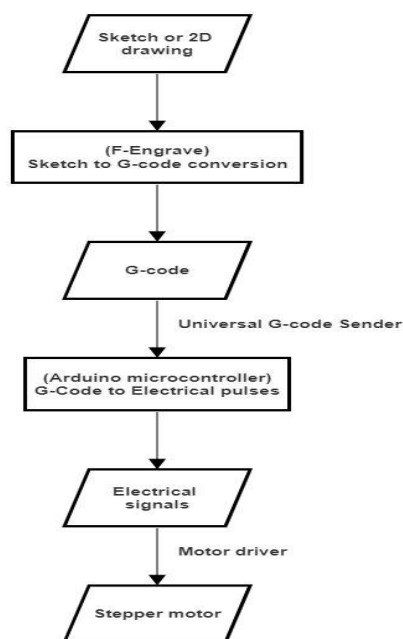 Sketch or 2D
drawing
(F-Engrave)
Sketch to G-code conversion
G-code
Universal G-code Sender
(Arduino microcontroller)
G-Code to Electrical pulses
Electrical
signals
Motor driver
Stepper motor